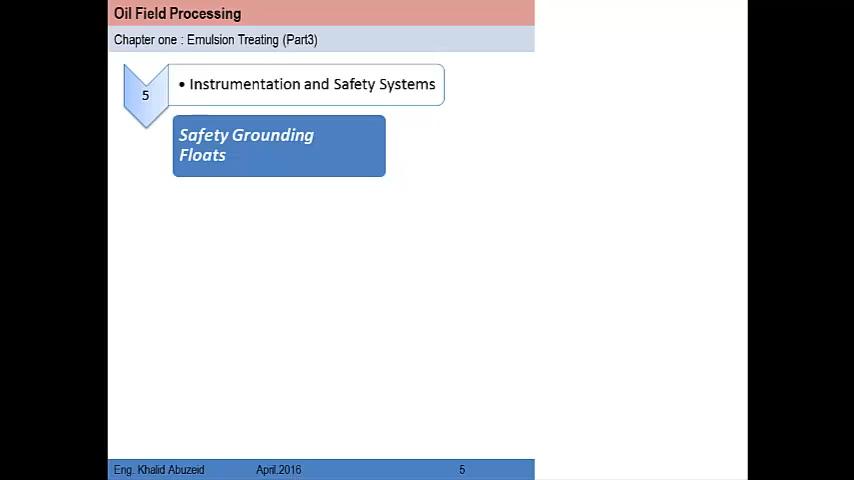 Oil Field Processing
Chapter one : Emulsion Treating (Part3)
5
• Instrumentation and Safety Systems
Safety Grounding
Floats
Eng. Khalid Abuzeid April.2016 5